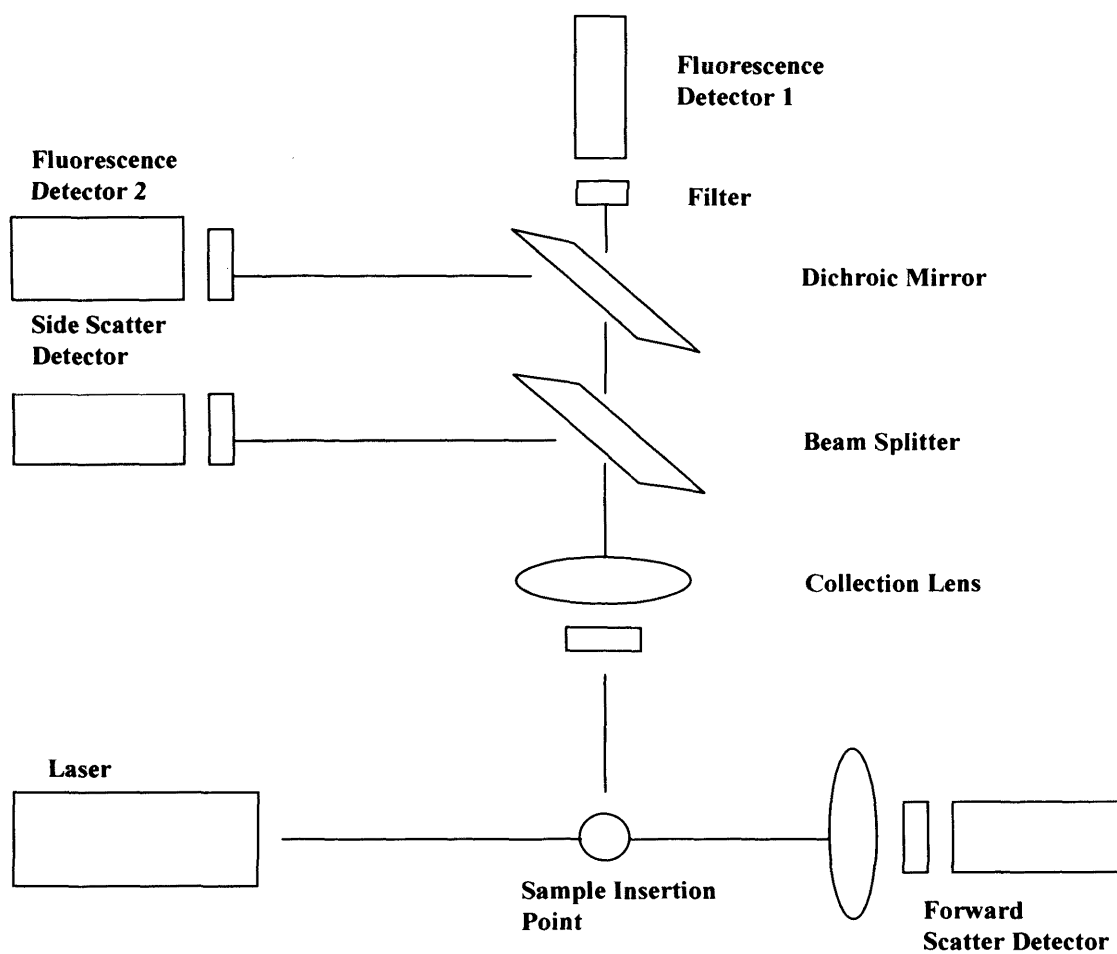 Fluorescence
Detector 1
Fluorescence
Detector 2
Filter
Dichroic Mirror
Side Scatter
Detector
Beam Splitter
Collection Lens
Laser
Sample Insertion
Point
Forward
Scatter Detector